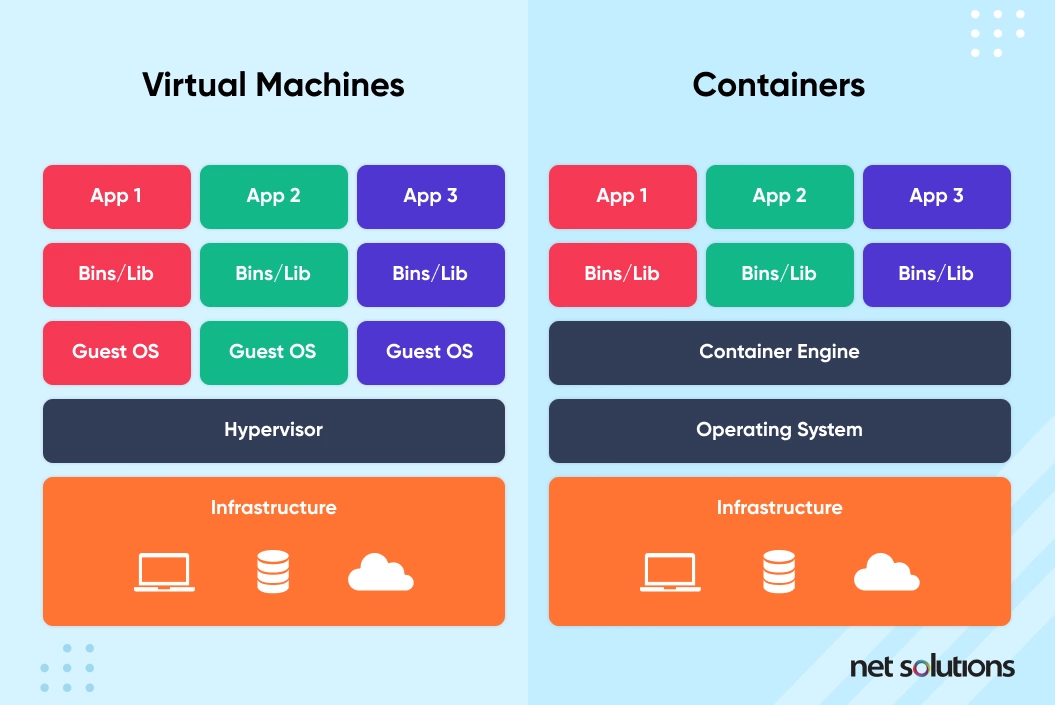 Virtual Machines
App 1
App 2
App 3
Bins/Lib
Bins/Lib
Bins/Lib
Guest OS
Guest OS
Guest OS
Hypervisor
Infrastructure
Containers
App 1
App 2
App 3
Bins/Lib
Bins/Lib
Bins/Lib
Container Engine
Operating System
Infrastructure
net solutions